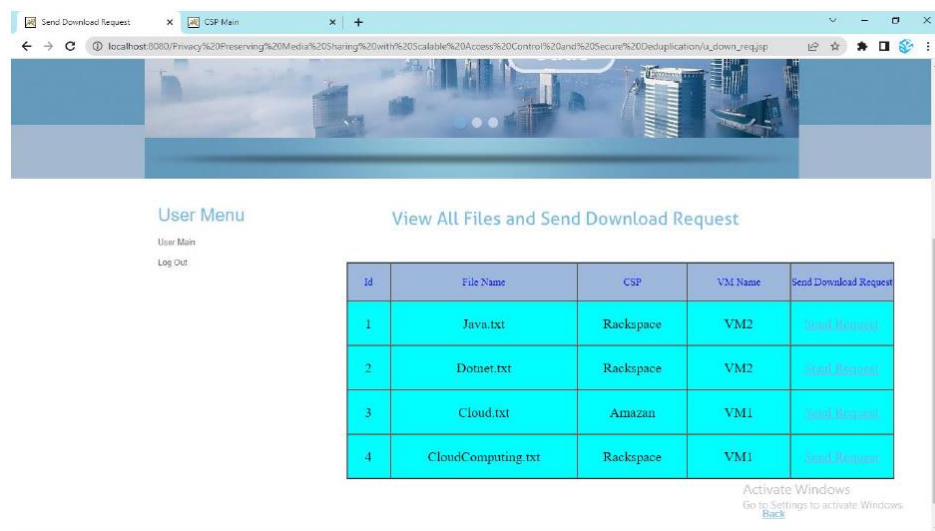 Send Download Request
CSP Main
localhost:8080/Privacy%20Preserving%20Media%20Sharing%20with%20Scalable%20Access%20Control%20and%20Secure%20Deduplication/u_down_req.jsp
User Menu
User Main
Log Out
View All Files and Send Download Request
Id File Name CSP VM Name Send Download Request
1 Java.txt Rackspace VM2 Send Request
2 Dotnet.txt Rackspace VM2 Send Request
3 Cloud.txt Amazan VM1 Send Request
4 CloudComputing.txt Rackspace VM1 Send Request
Activate Windows
Go to Settings to activate Windows.
Back